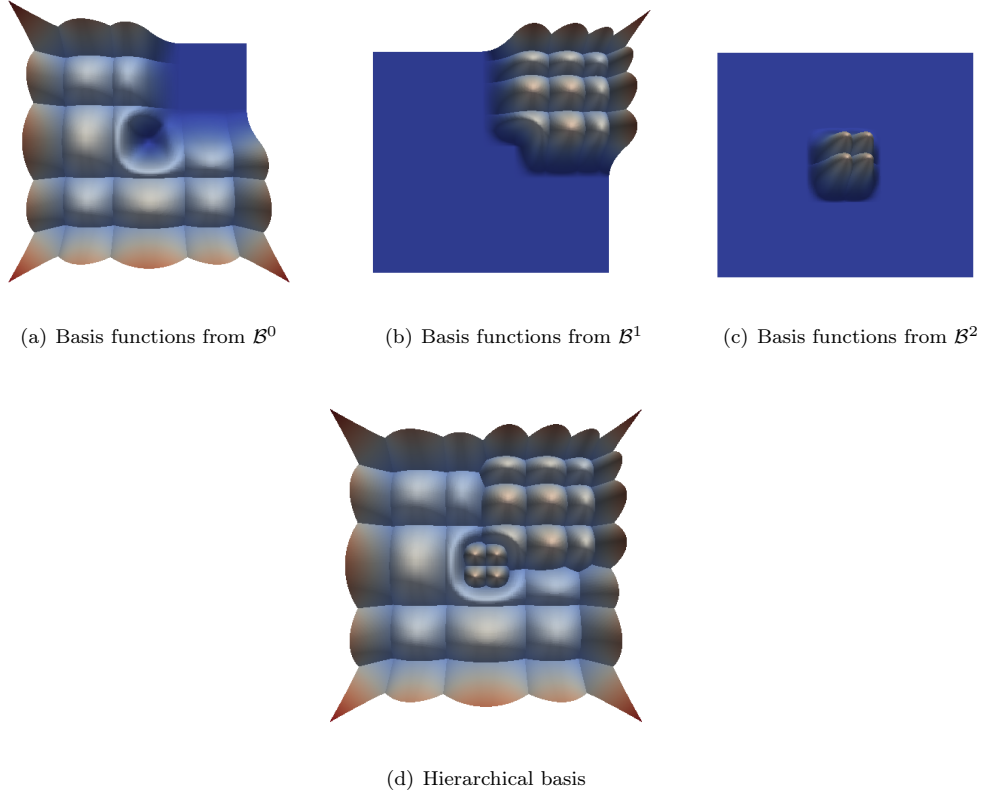 (a) Basis functions from 𝓑⁰
(b) Basis functions from 𝓑¹
(c) Basis functions from 𝓑²
(d) Hierarchical basis